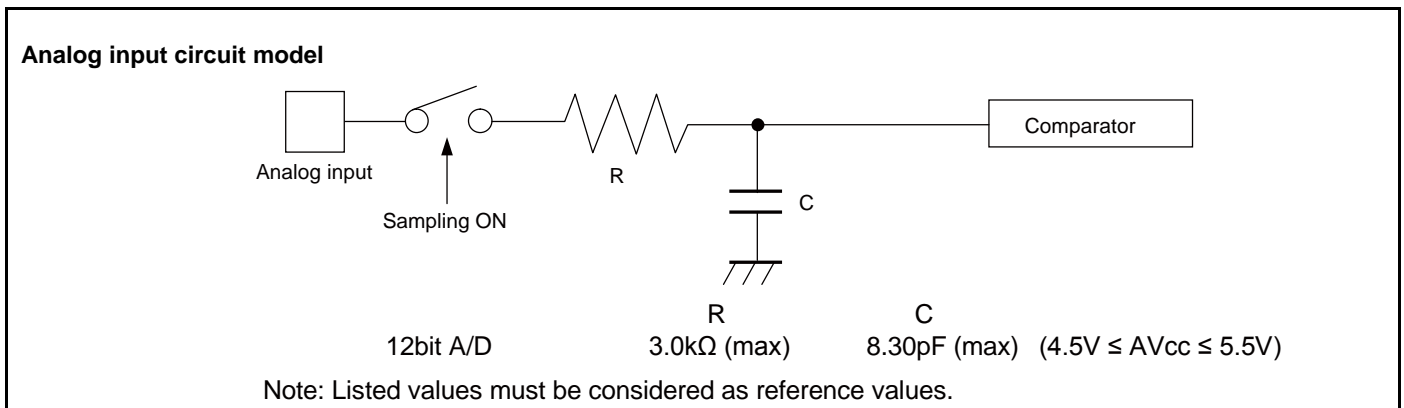 Analog input circuit model
Comparator
Analog input
R
Sampling ON
C
R C
12bit A/D 3.0kΩ (max) 8.30pF (max) (4.5V ≤ AVcc ≤ 5.5V)
Note: Listed values must be considered as reference values.